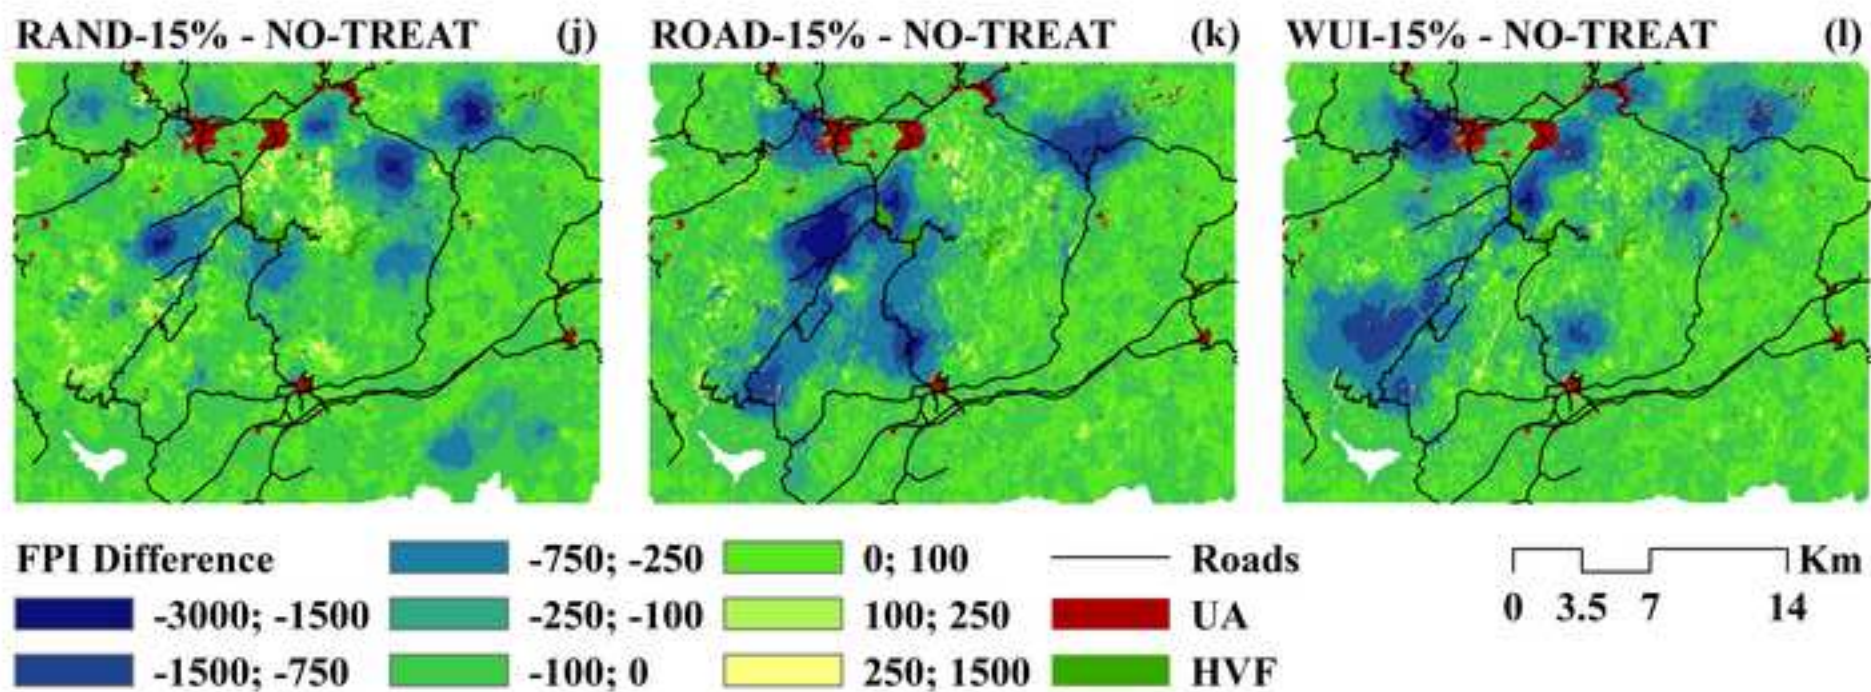 RAND-15% - NO-TREAT (j) ROAD-15% - NO-TREAT (k) WUI-15% - NO-TREAT (l)
FPI Difference -750; -250 0; 100 Roads Km
-3000; -1500 -250; -100 100; 250 UA 0 3.5 7 14
-1500; -750 -100; 0 250; 1500 HVF